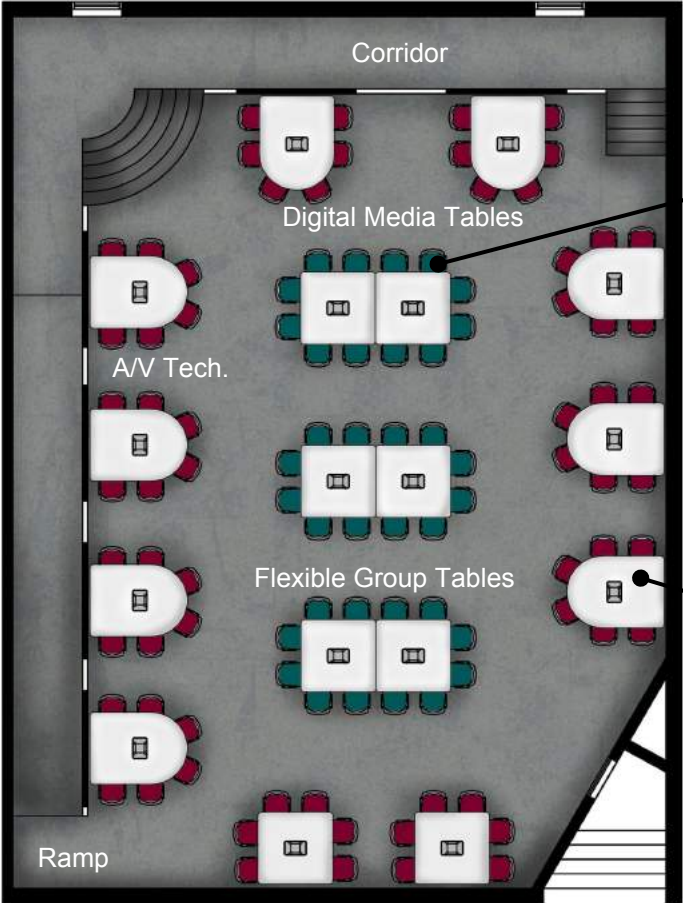 Corridor
Digital Media Tables
A/V Tech.
Flexible Group Tables
Ramp